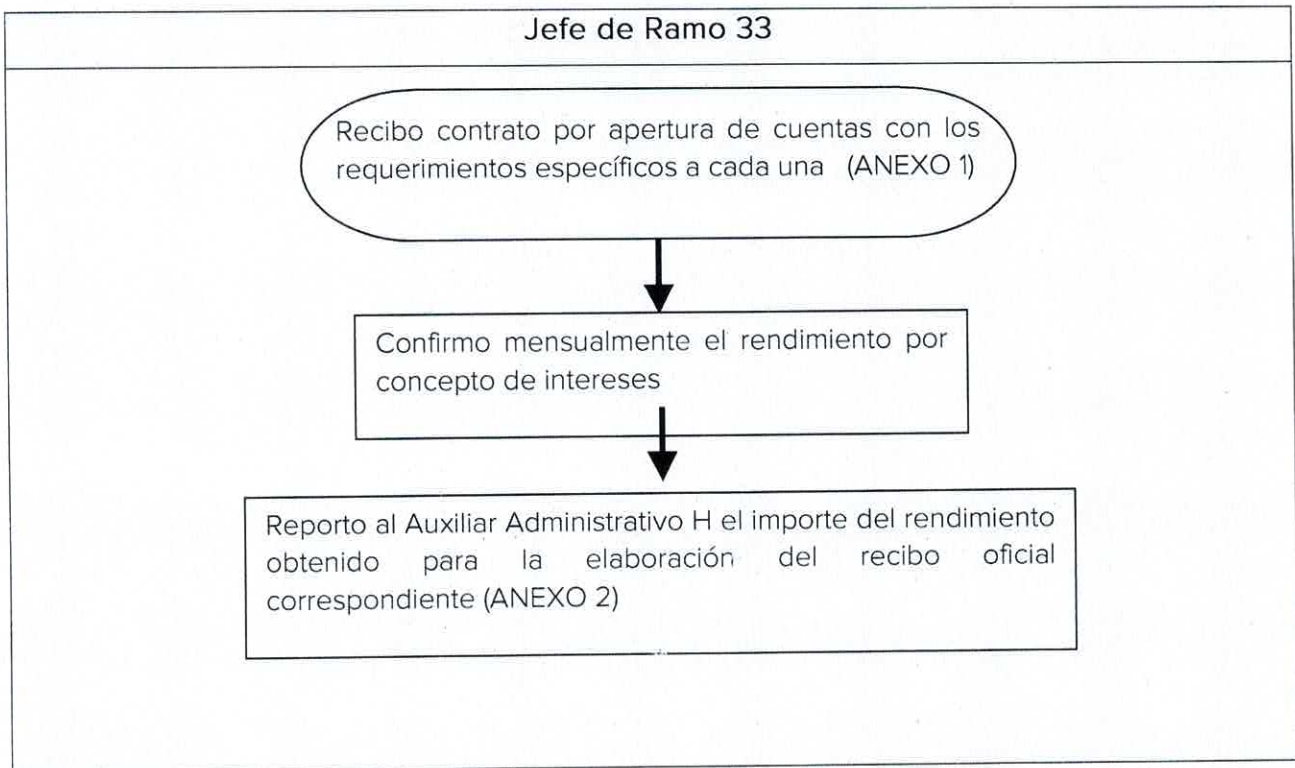 Jefe de Ramo 33
Recibo contrato por apertura de cuentas con los
requerimientos específicos a cada una (ANEXO 1)
Confirmo mensualmente el rendimiento por
concepto de intereses
Reporto al Auxiliar Administrativo H el importe del rendimiento
obtenido para la elaboración del recibo oficial
correspondiente (ANEXO 2)